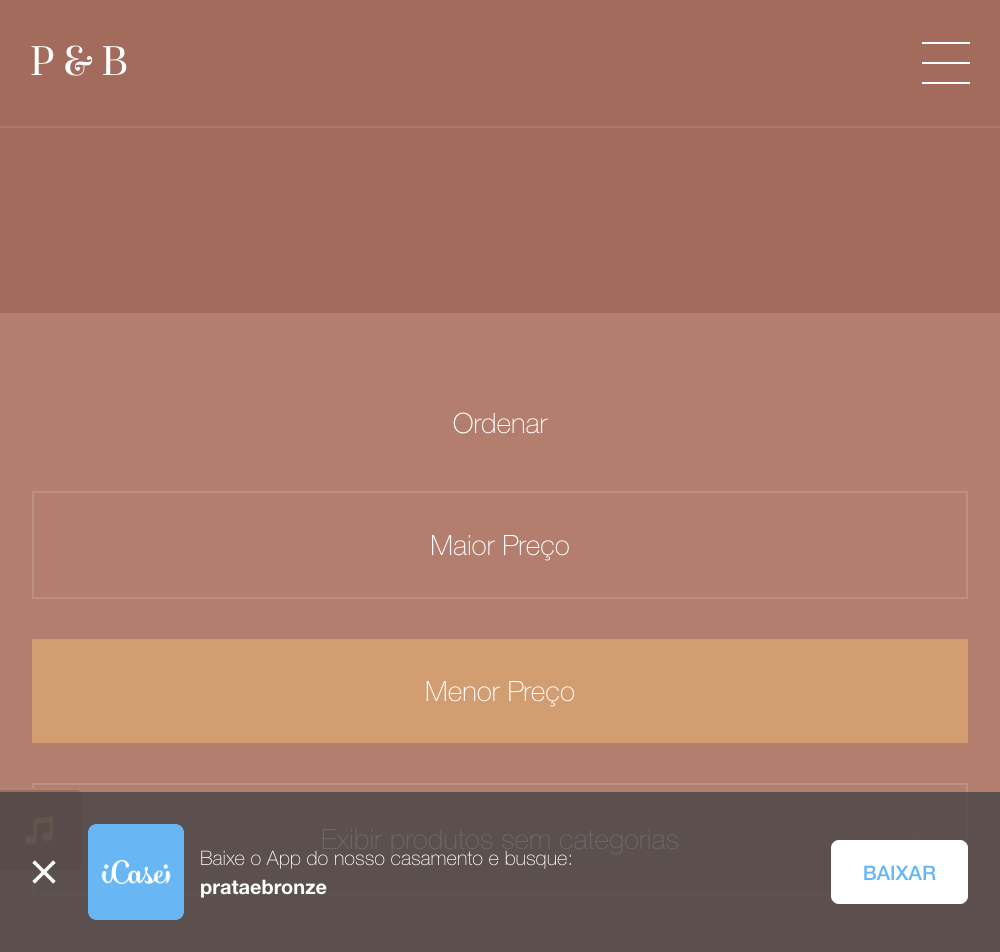 P & B
Ordenar
Maior Preço
Menor Preço
Exibir produtos sem categorias
iCasei
Baixe o App do nosso casamento e busque:
prataebronze
BAIXAR